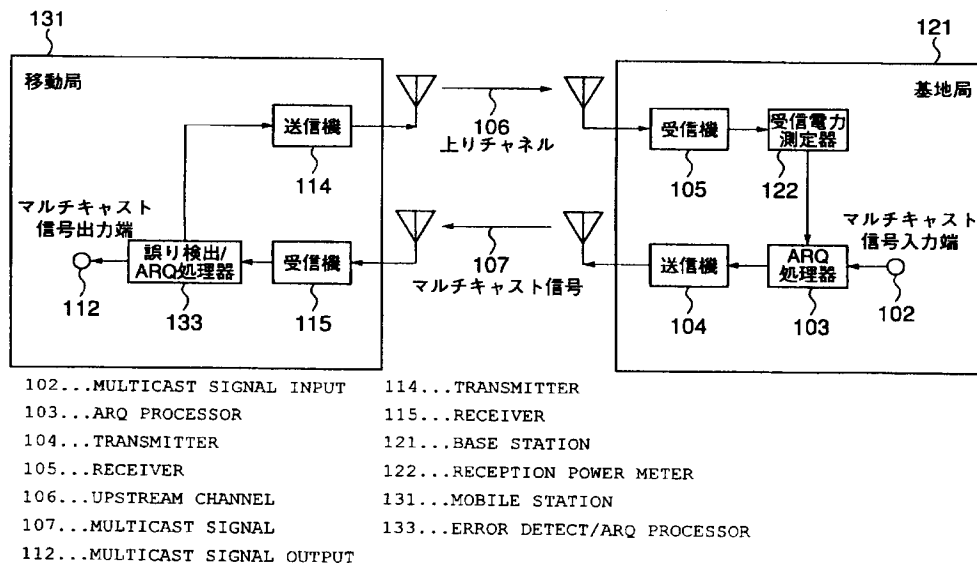 131
121
移動局
基地局
送信機
114
106
上りチャネル
受信機
105
受信電力
測定器
122
マルチキャスト
信号出力端
112
誤り検出/
ARQ処理器
133
受信機
115
107
マルチキャスト信号
送信機
104
ARQ
処理器
103
マルチキャスト
信号入力端
102
102...MULTICAST SIGNAL INPUT
103...ARQ PROCESSOR
104...TRANSMITTER
105...RECEIVER
106...UPSTREAM CHANNEL
107...MULTICAST SIGNAL
112...MULTICAST SIGNAL OUTPUT
114...TRANSMITTER
115...RECEIVER
121...BASE STATION
122...RECEPTION POWER METER
131...MOBILE STATION
133...ERROR DETECT/ARQ PROCESSOR